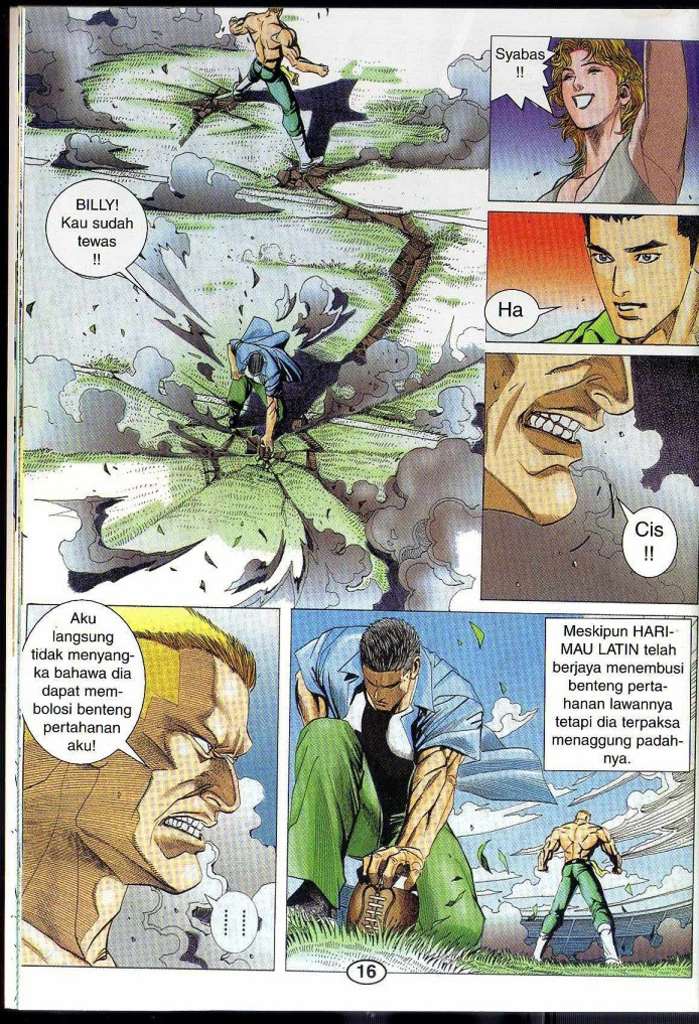 BILLY!
Kau sudah
tewas
!!
Syabas
!!
Ha
Cis
!!
Aku
langsung
tidak menyang-
ka bahawa dia
dapat mem-
bolosi benteng
pertahanan
aku!
....
....
Meskipun HARI-
MAU LATIN telah
berjaya menembusi
benteng perta-
hanan lawannya
tetapi dia terpaksa
menaggung padah-
nya.
16